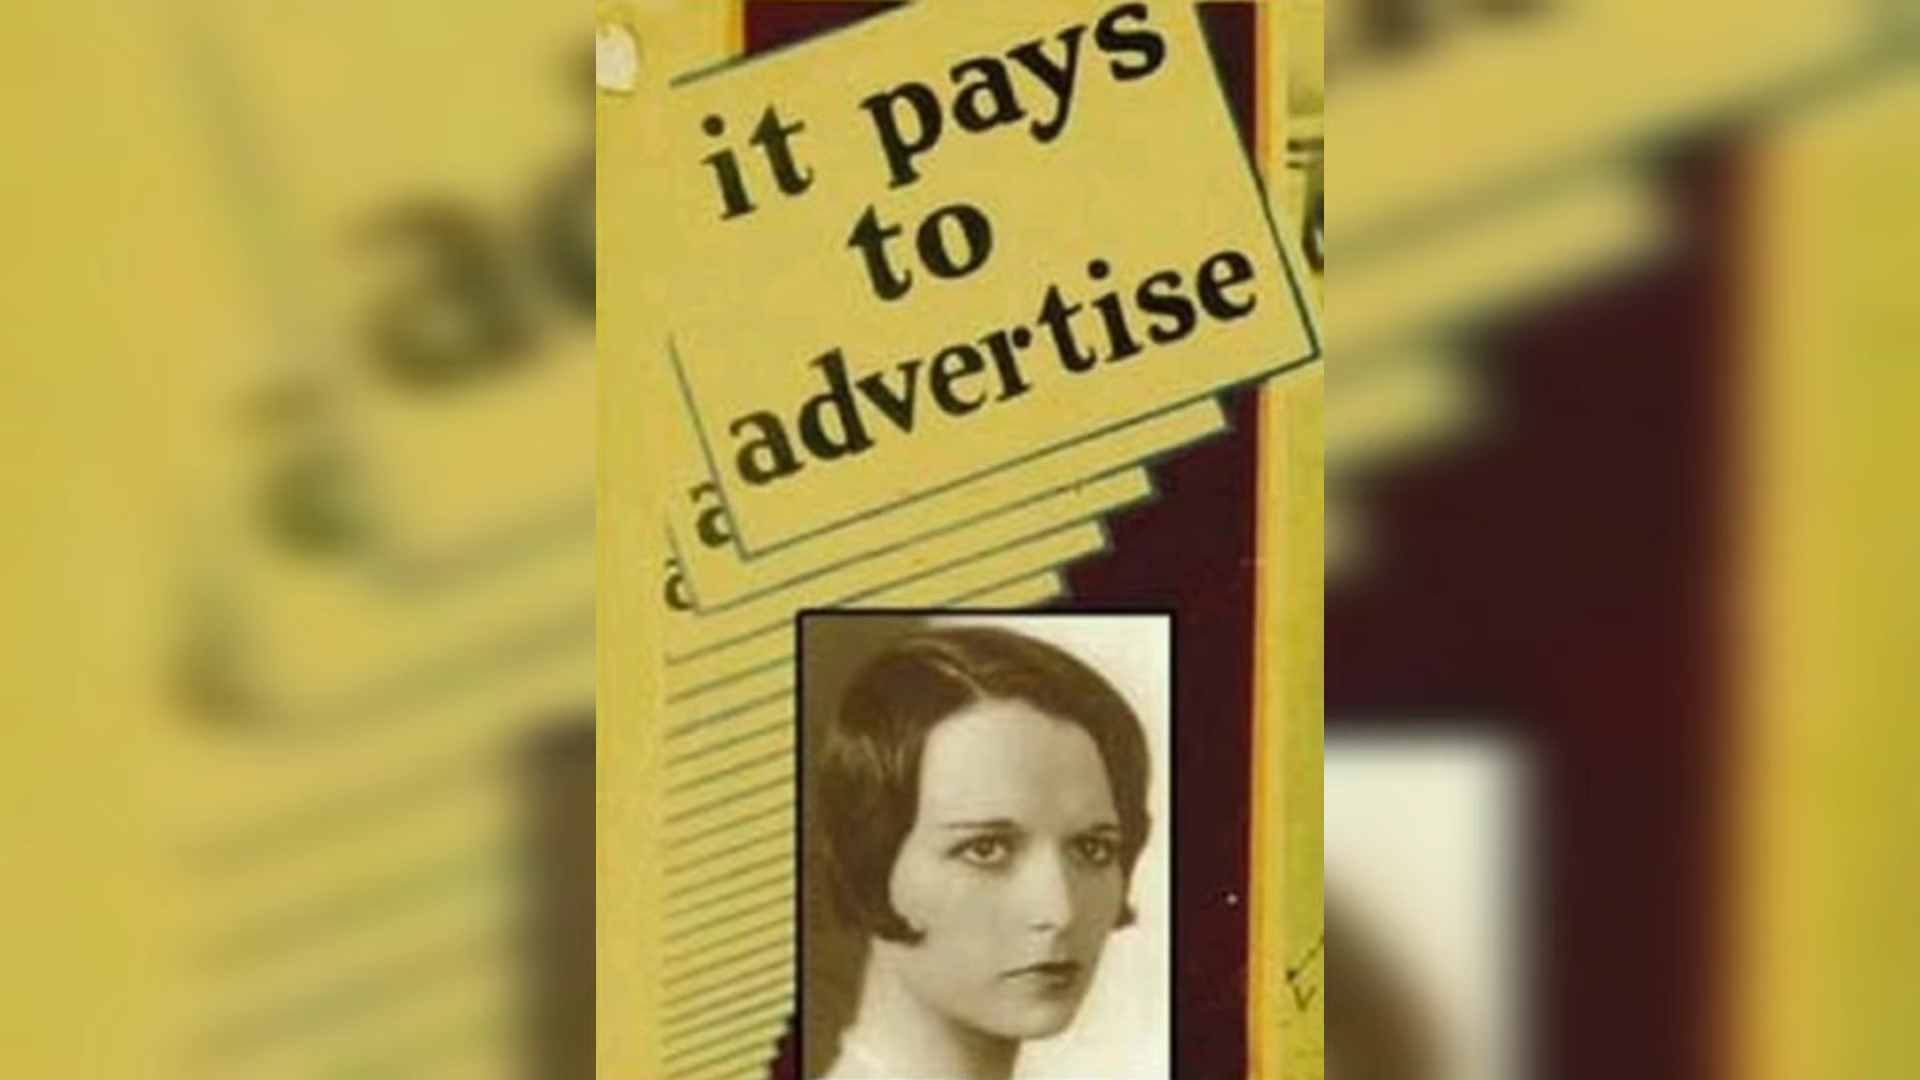 it pays
to
advertise
a
a